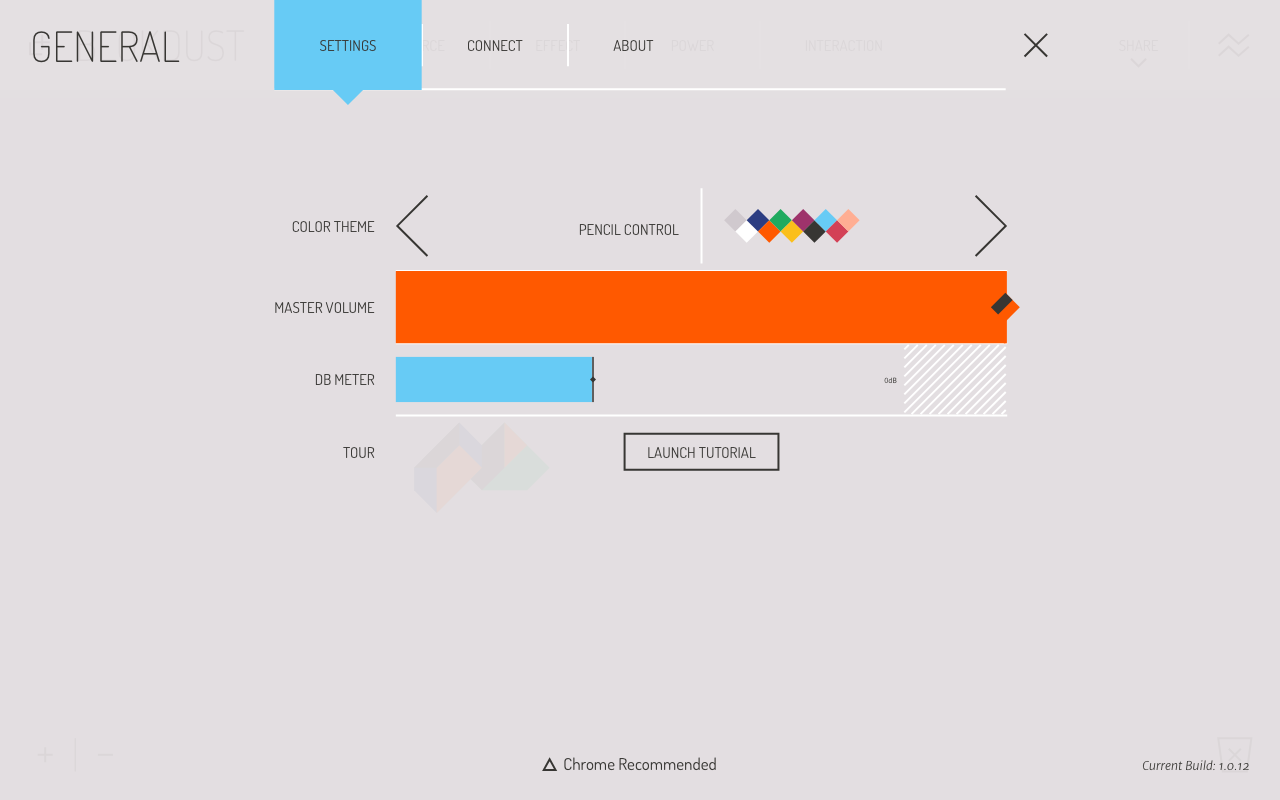 GENERAL
SETTINGS
CONNECT
ABOUT
POWER
INTERACTION
SHARE
COLOR THEME
PENCIL CONTROL
MASTER VOLUME
DB METER
0dB
TOUR
LAUNCH TUTORIAL
Chrome Recommended
Current Build: 1.0.12